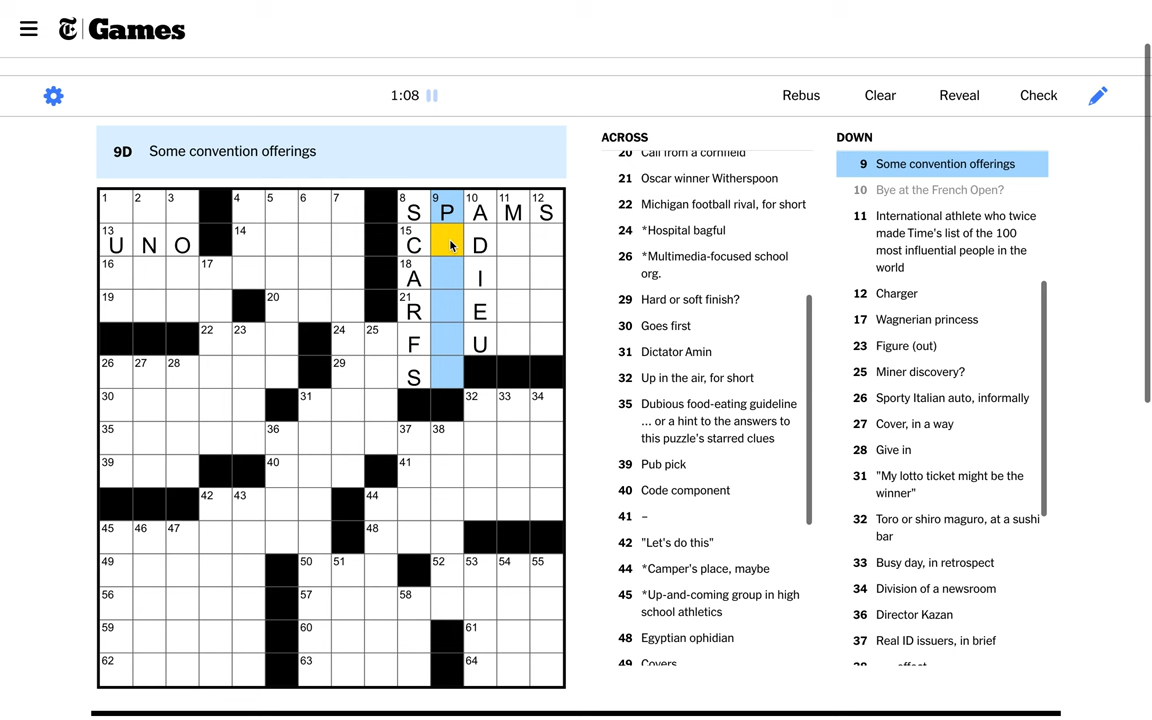 Games
1:08
Rebus
Clear
Reveal
Check
9D Some convention offerings
1 2 3 4 5 6 7 8 9 10 11 12
S P A M S
13 14 15
U N O C D
16 17 18
A I
19 20 21
R E
22 23 24 25
F U
26 27 28 29
S
30 31 32 33 34
35 36 37 38
39 40 41
42 43 44
45 46 47 48
49 50 51 52 53 54 55
56 57 58
59 60 61
62 63 64
ACROSS
20 Call from a cornfield
21 Oscar winner Witherspoon
22 Michigan football rival, for short
24 *Hospital bagful
26 *Multimedia-focused school
org.
29 Hard or soft finish?
30 Goes first
31 Dictator Amin
32 Up in the air, for short
35 Dubious food-eating guideline
... or a hint to the answers to
this puzzle's starred clues
39 Pub pick
40 Code component
41 –
42 "Let's do this"
44 *Camper's place, maybe
45 *Up-and-coming group in high
school athletics
48 Egyptian ophidian
49 Covers
DOWN
9 Some convention offerings
10 Bye at the French Open?
11 International athlete who twice
made Time's list of the 100
most influential people in the
world
12 Charger
17 Wagnerian princess
23 Figure (out)
25 Miner discovery?
26 Sporty Italian auto, informally
27 Cover, in a way
28 Give in
31 "My lotto ticket might be the
winner"
32 Toro or shiro maguro, at a sushi
bar
33 Busy day, in retrospect
34 Division of a newsroom
36 Director Kazan
37 Real ID issuers, in brief
38 effect